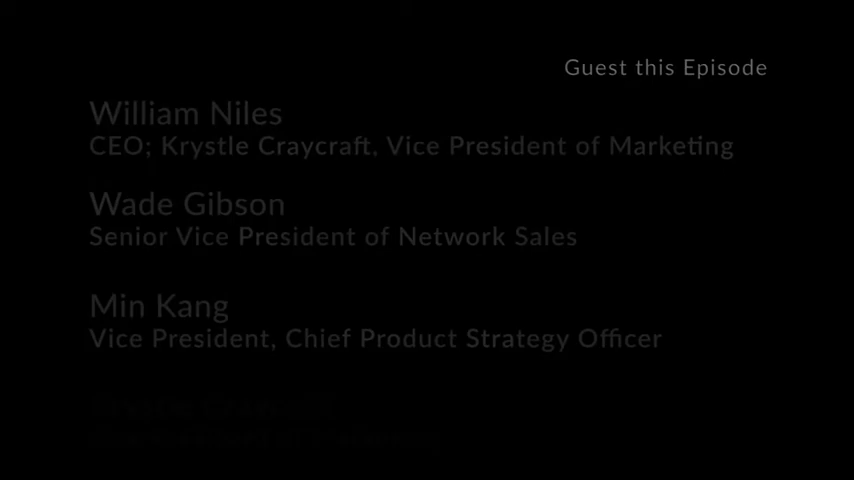 Guest this Episode
William Niles
CEO; Krystle Craycraft, Vice President of Marketing
Wade Gibson
Senior Vice President of Network Sales
Min Kang
Vice President, Chief Product Strategy Officer